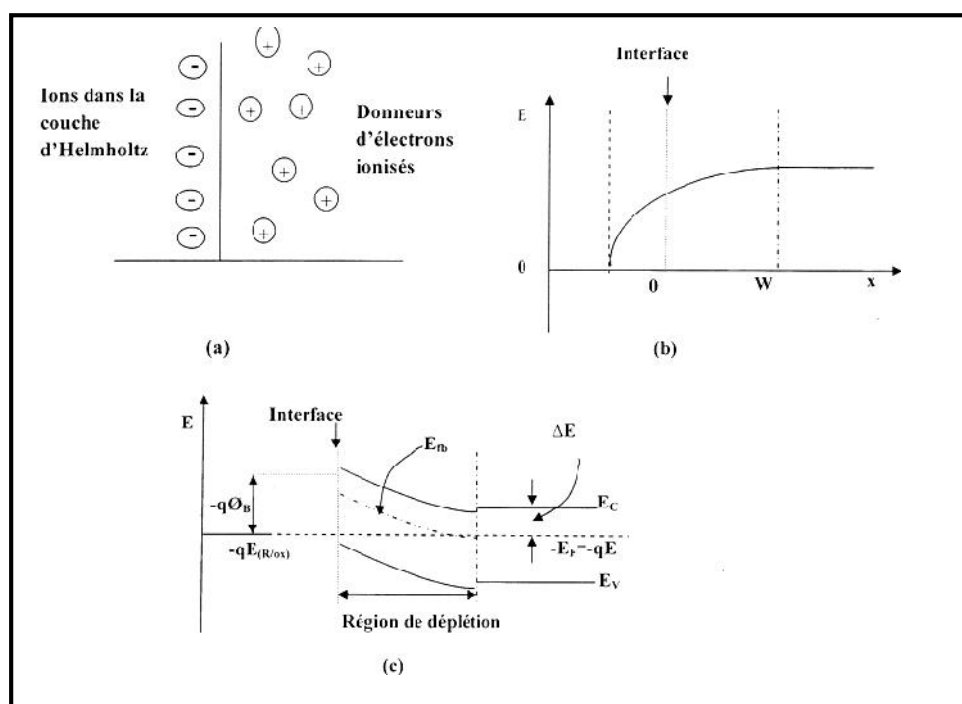 Ions dans la
couche
d'Helmholtz
- - - - -
+ + + + + + +
Donneurs
d'électrons
ionisés
(a)
Interface
E
0
0 W x
(b)
E
Interface
E_fb
ΔE
E_C
-qØ_B
-qE_(R/ox)
=-qE
E_V
Région de déplétion
(c)